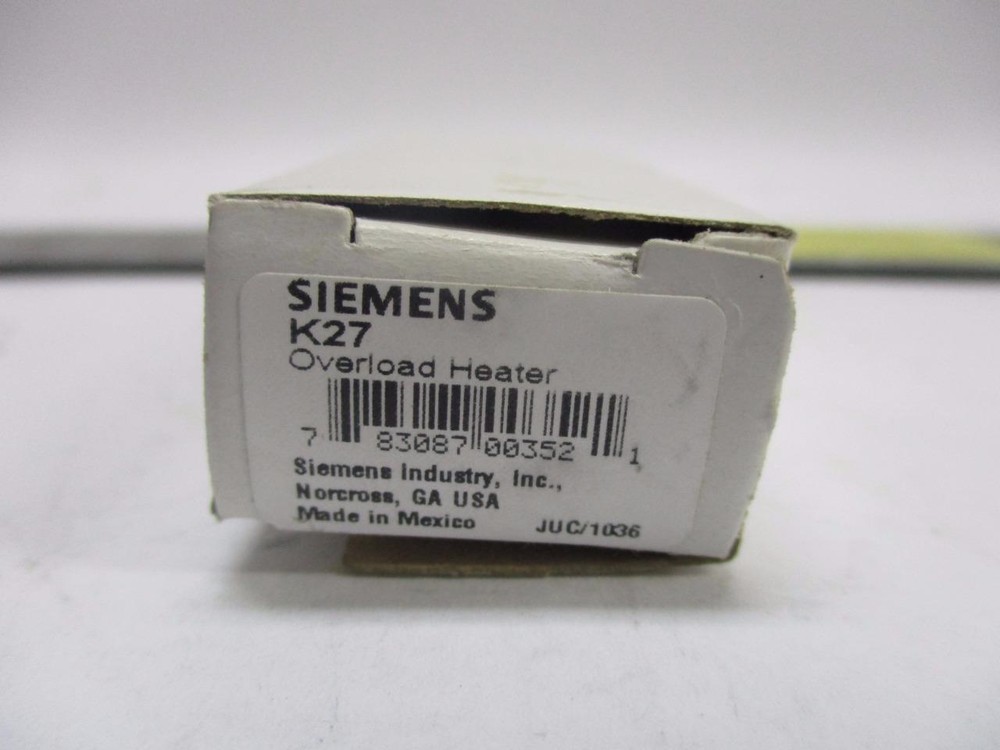 SIEMENS
K27
Overload Heater
7 83087 00352 1
Siemens Industry, Inc.,
Norcross, GA USA
Made in Mexico JUC/1036